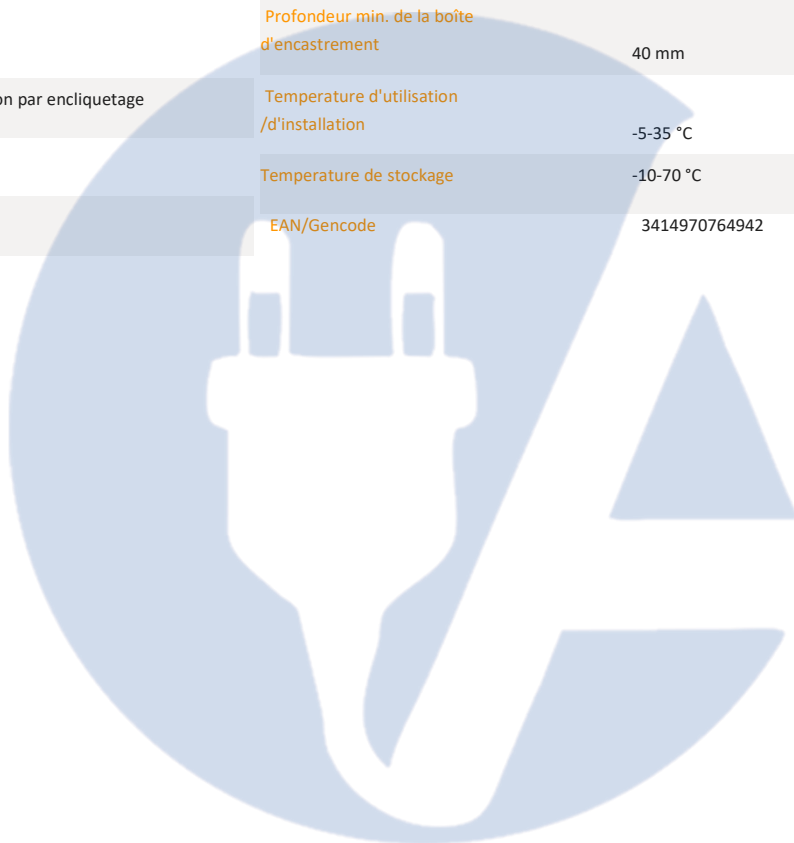 Profondeur min. de la boîte
d'encastrement
40 mm
par encliquetage
Temperature d'utilisation
/d'installation
-5-35 °C
Temperature de stockage
-10-70 °C
EAN/Gencode
3414970764942